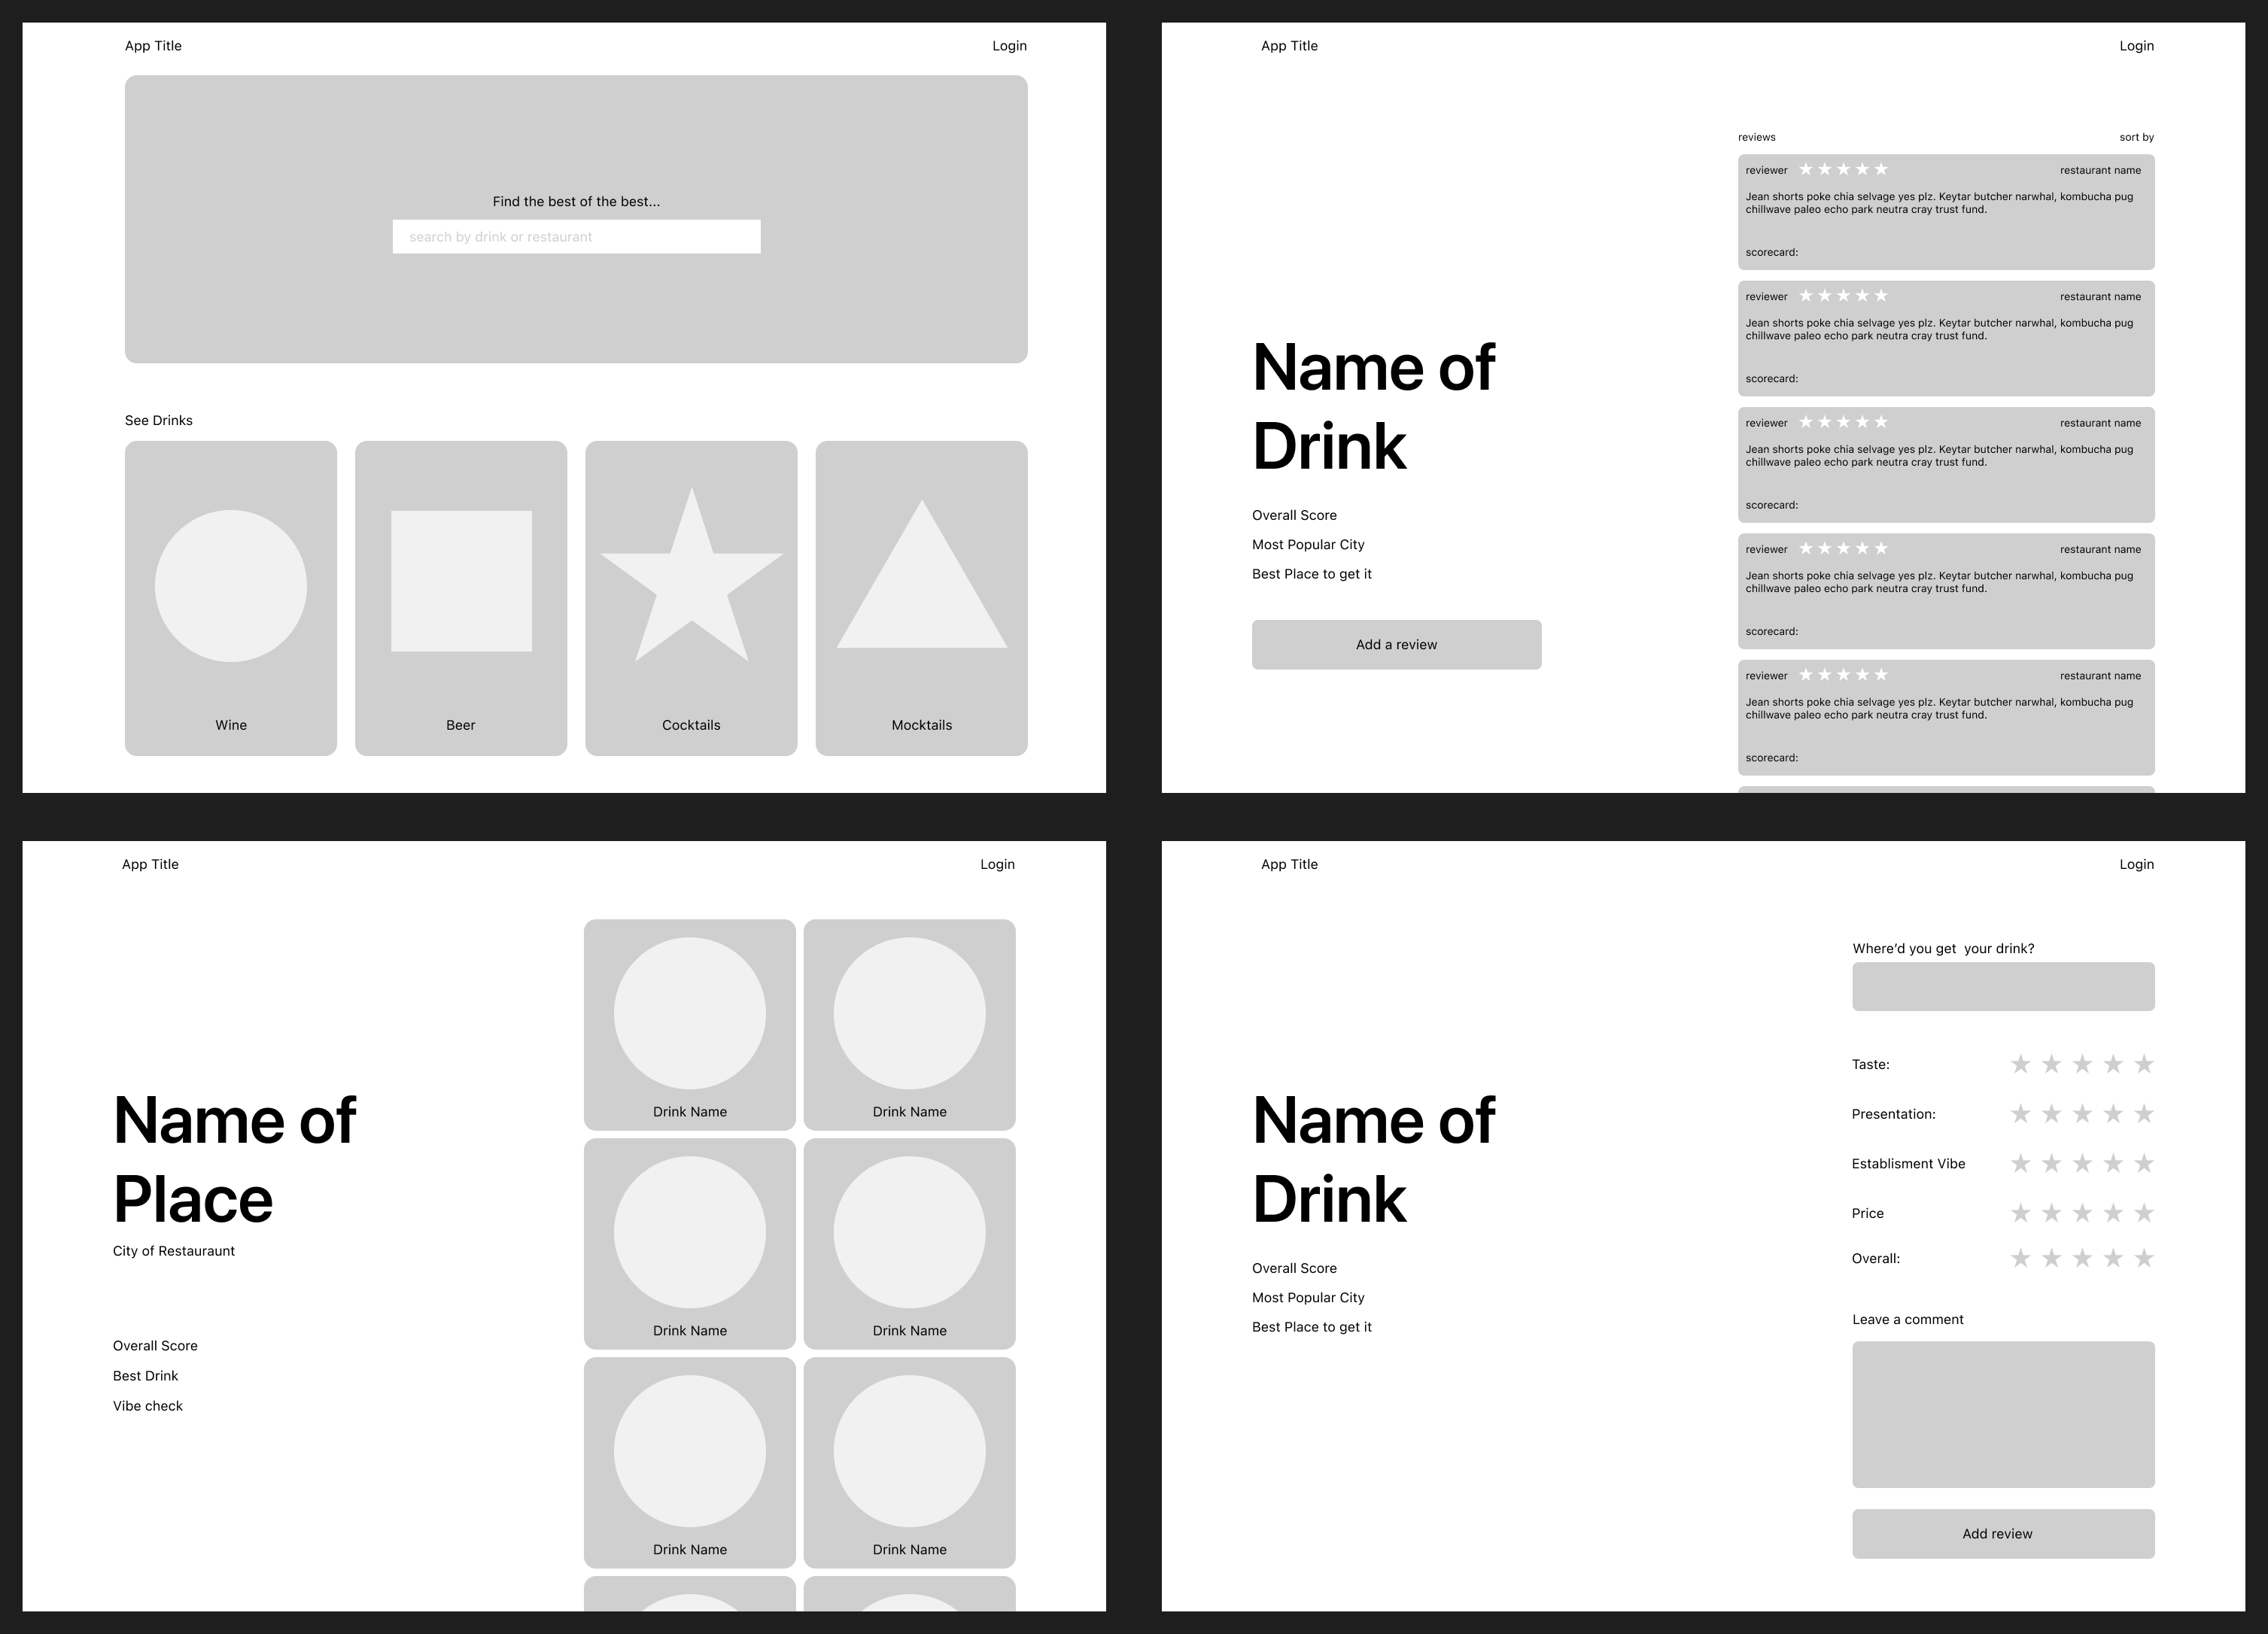 App Title
Login
Find the best of the best...
search by drink or restaurant
See Drinks
Wine
Beer
Cocktails
Mocktails
App Title
Login
Name of
Drink
Overall Score
Most Popular City
Best Place to get it
Add a review
reviews
sort by
reviewer
restaurant name
Jean shorts poke chia selvage yes plz. Keytar butcher narwhal, kombucha pug
chillwave paleo echo park neutra cray trust fund.
scorecard:
reviewer
restaurant name
Jean shorts poke chia selvage yes plz. Keytar butcher narwhal, kombucha pug
chillwave paleo echo park neutra cray trust fund.
scorecard:
reviewer
restaurant name
Jean shorts poke chia selvage yes plz. Keytar butcher narwhal, kombucha pug
chillwave paleo echo park neutra cray trust fund.
scorecard:
reviewer
restaurant name
Jean shorts poke chia selvage yes plz. Keytar butcher narwhal, kombucha pug
chillwave paleo echo park neutra cray trust fund.
scorecard:
reviewer
restaurant name
Jean shorts poke chia selvage yes plz. Keytar butcher narwhal, kombucha pug
chillwave paleo echo park neutra cray trust fund.
scorecard:
App Title
Login
Name of
Place
City of Restauraunt
Overall Score
Best Drink
Vibe check
Drink Name
Drink Name
Drink Name
Drink Name
Drink Name
Drink Name
App Title
Login
Name of
Drink
Overall Score
Most Popular City
Best Place to get it
Where’d you get  your drink?
Taste:
Presentation:
Establisment Vibe
Price
Overall:
Leave a comment
Add review